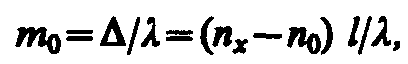 m₀ = Δ/λ = (nₓ − n₀) l/λ,